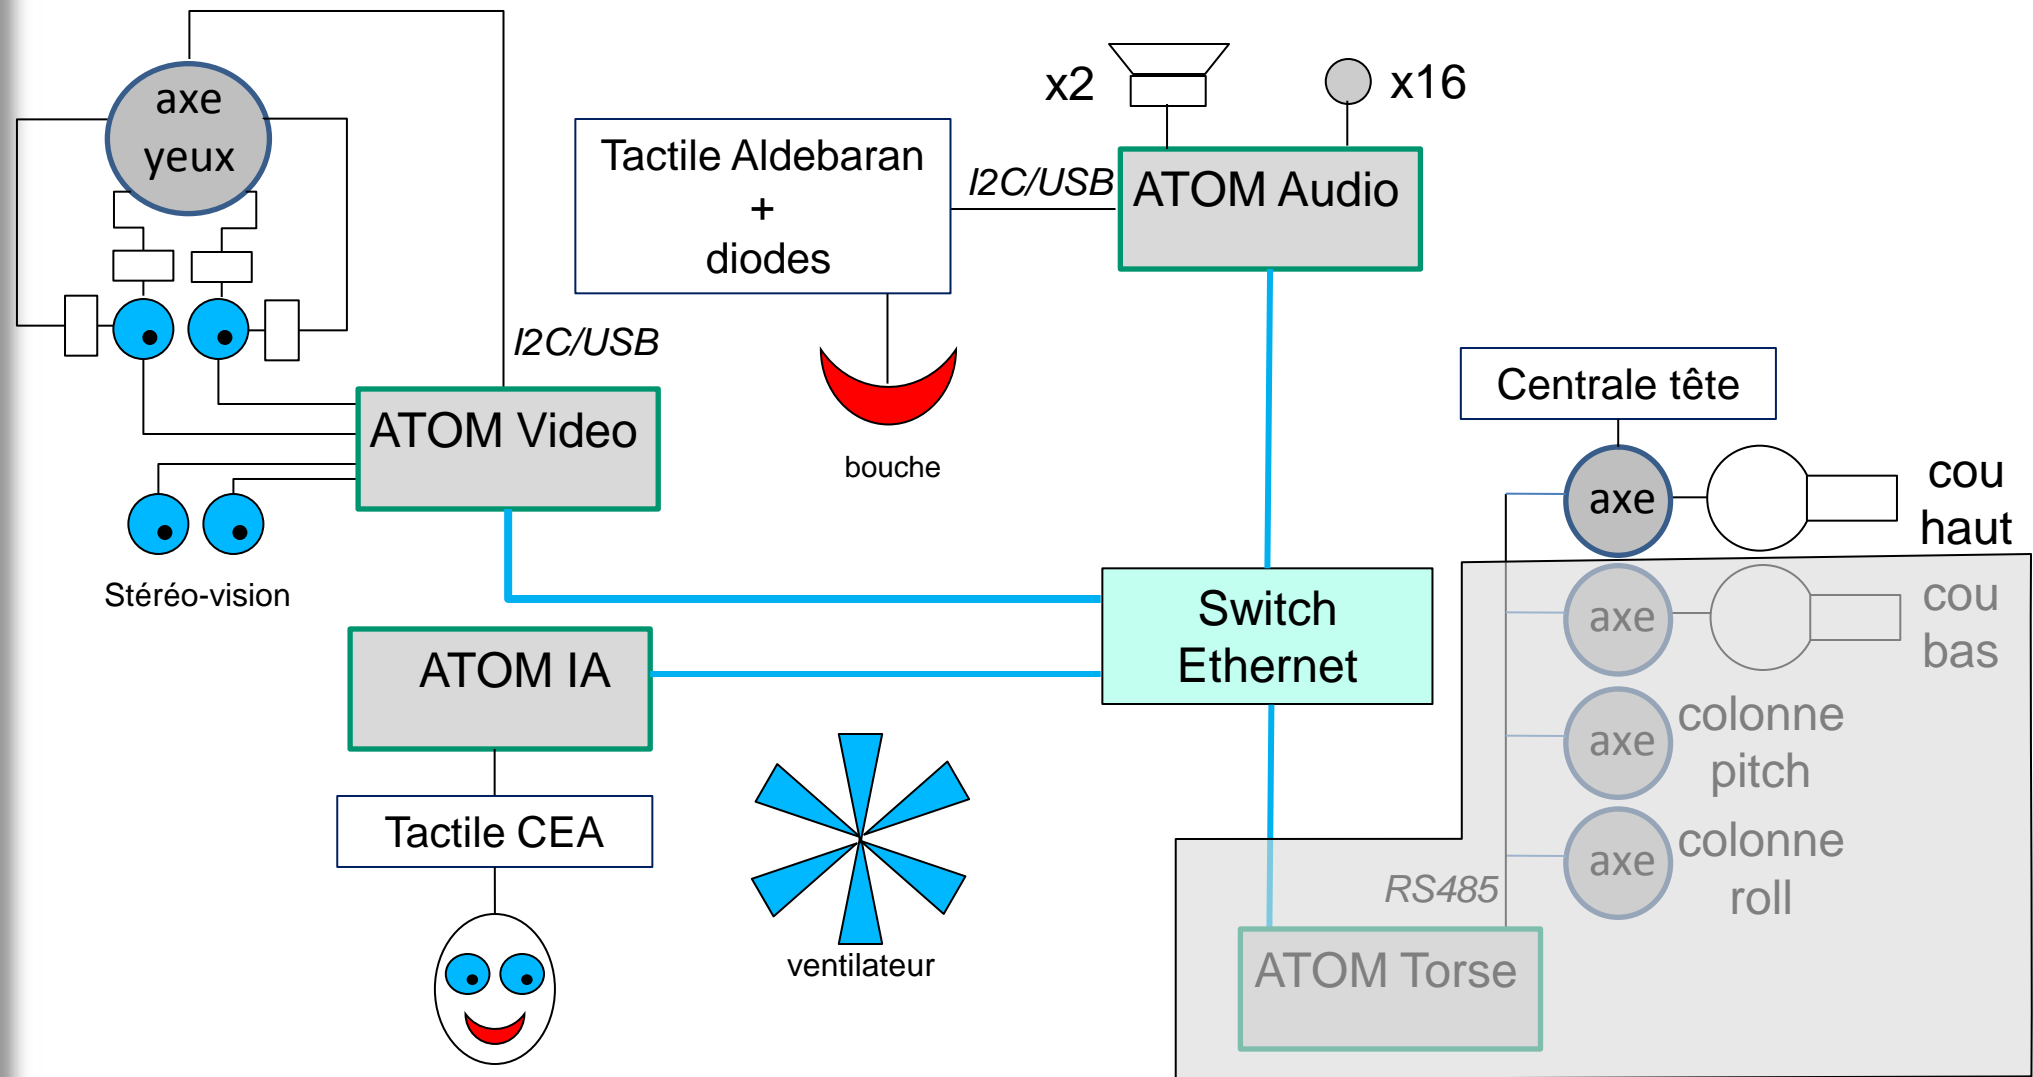 axe
yeux
I2C/USB
Tactile Aldebaran
+
diodes
I2C/USB
x2
x16
ATOM Audio
bouche
ATOM Video
Stéréo-vision
Centrale tête
axe
cou
haut
Switch
Ethernet
axe
cou
bas
ATOM IA
axe
colonne
pitch
Tactile CEA
axe
colonne
roll
RS485
ventilateur
ATOM Torse